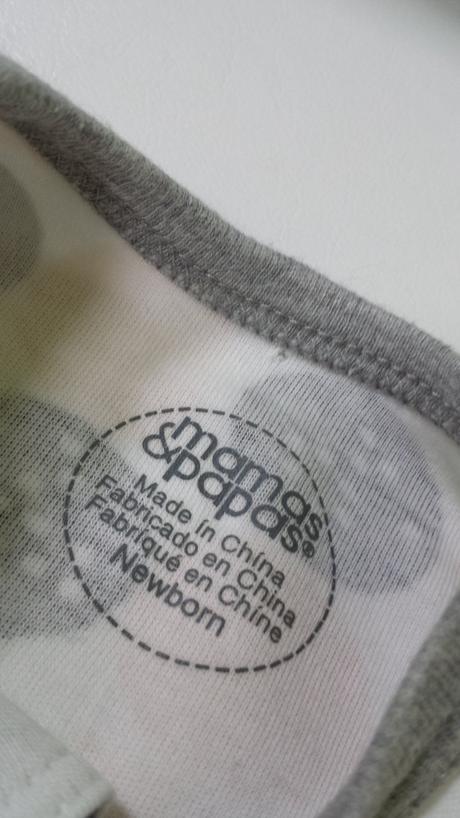 mamas
&papas®
Made in China
Fabricado en China
Fabriqué en Chine
Newborn